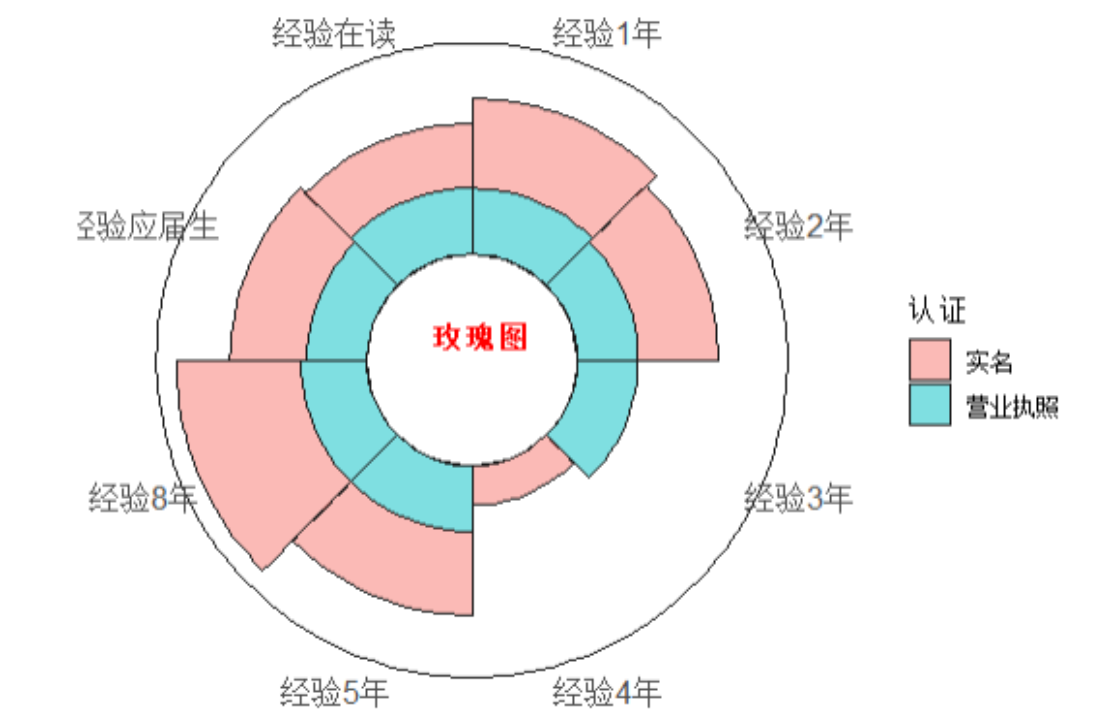 经验在读
经验1年
经验应届生
经验2年
玫瑰图
认证
实名
营业执照
经验8年
经验3年
经验5年
经验4年